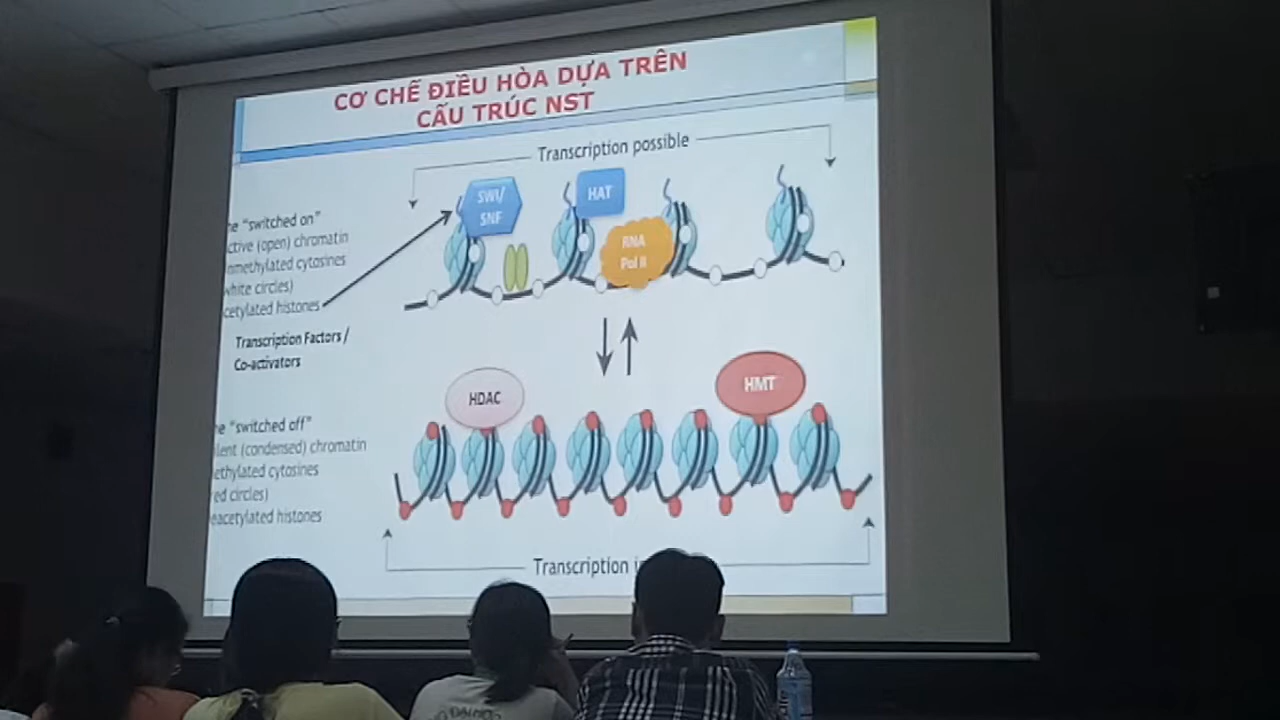 CƠ CHẾ ĐIỀU HÒA DỰA TRÊN
CẤU TRÚC NST
Transcription possible
SWI/
SNF
HAT
RNA
Pol II
he "switched on"
ctive (open) chromatin
nmethylated cytosines
white circles)
cetylated histones
Transcription Factors /
Co-activators
HDAC
HMT
e "switched off"
ilent (condensed) chromatin
ethylated cytosines
ed circles)
eacetylated histones
Transcription